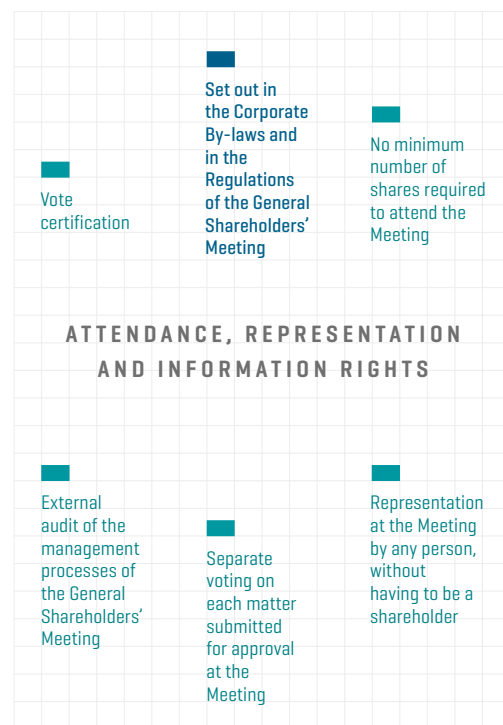 Vote
certification
Set out in
the Corporate
By-laws and
in the
Regulations
of the General
Shareholders’
Meeting
No minimum
number of
shares required
to attend the
Meeting
ATTENDANCE, REPRESENTATION
AND INFORMATION RIGHTS
External
audit of the
management
processes of
the General
Shareholders’
Meeting
Separate
voting on
each matter
submitted
for approval
at the
Meeting
Representation
at the Meeting
by any person,
without
having to be a
shareholder